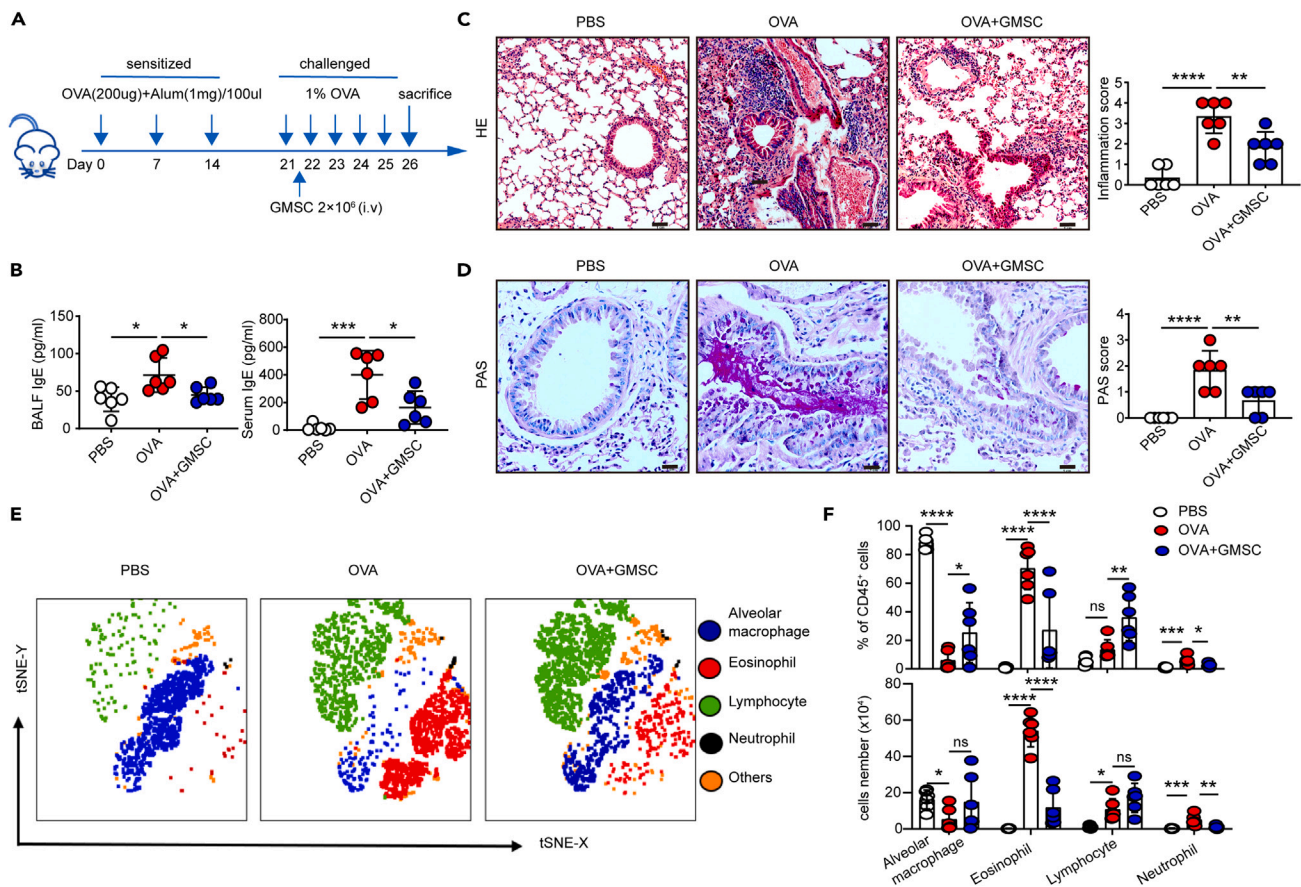 A
sensitized
challenged
OVA(200ug)+Alum(1mg)/100ul
1% OVA
sacrifice
Day 0 7 14 21 22 23 24 25 26
GMSC 2×10⁶ (i.v)
B
BALF IgE (pg/ml)
150
100
50
0
* *
PBS
OVA
OVA+GMSC
Serum IgE (pg/ml)
800
600
400
200
0
*** *
PBS
OVA
OVA+GMSC
C
PBS
OVA
OVA+GMSC
HE
Inflammation score
5
4
3
2
1
0
**** **
PBS
OVA
OVA+GMSC
D
PBS
OVA
OVA+GMSC
PAS
PAS score
4
3
2
1
0
**** **
PBS
OVA
OVA+GMSC
E
PBS
OVA
OVA+GMSC
tSNE-Y
tSNE-X
Alveolar
macrophage
Eosinophil
Lymphocyte
Neutrophil
Others
F
PBS
OVA
OVA+GMSC
% of CD45⁺ cells
100
80
60
40
20
0
**** * **** **** ns ** *** *
cells nember (x10⁴)
80
60
40
20
0
* ns **** **** * ns *** **
Alveolar
macrophage
Eosinophil
Lymphocyte
Neutrophil